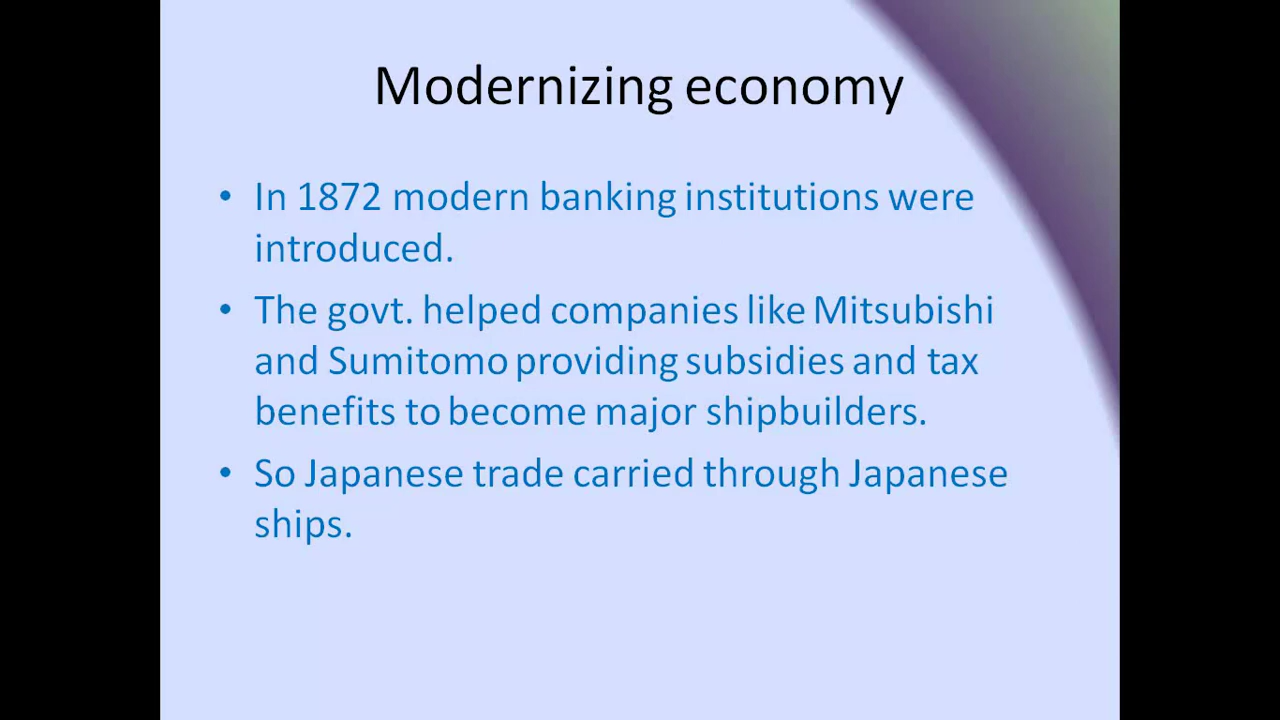 Modernizing economy
• In 1872 modern banking institutions were
introduced.
• The govt. helped companies like Mitsubishi
and Sumitomo providing subsidies and tax
benefits to become major shipbuilders.
• So Japanese trade carried through Japanese
ships.